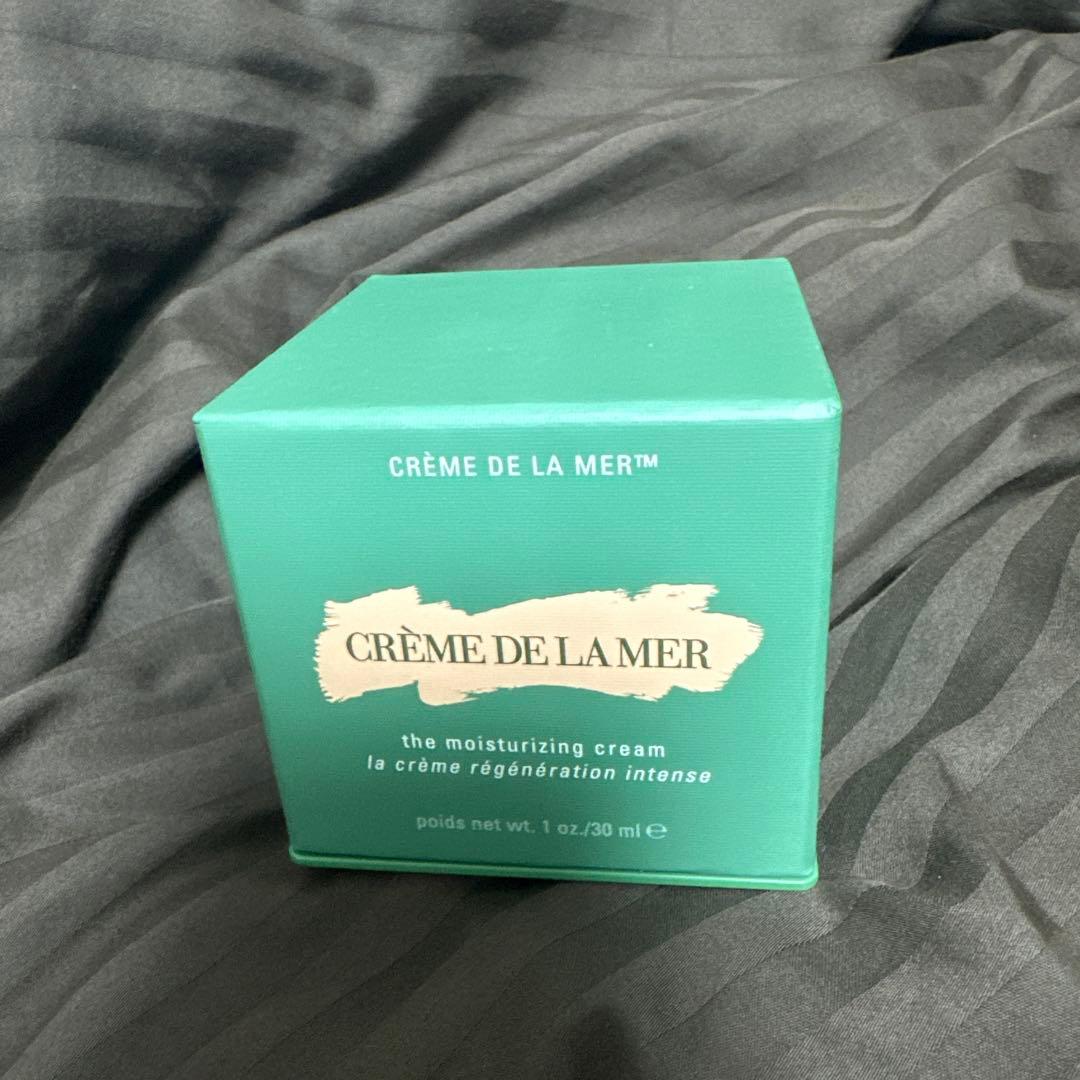 CRÈME DE LA MER™
CRÈME DE LA MER
the moisturizing cream
la crème régénération intense
poids net wt. 1 oz./30 ml ℮